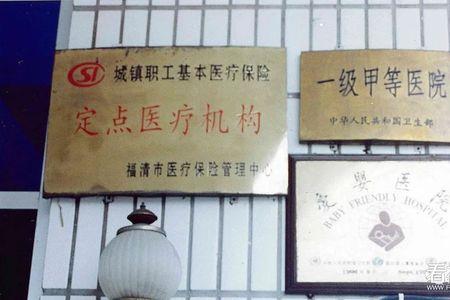 SI 城镇职工基本医疗保险
定点医疗机构
福清市医疗保险管理中心
一级甲等医院
中华人民共和国卫生部
爱婴医院
BABY FRIENDLY HOSPITAL